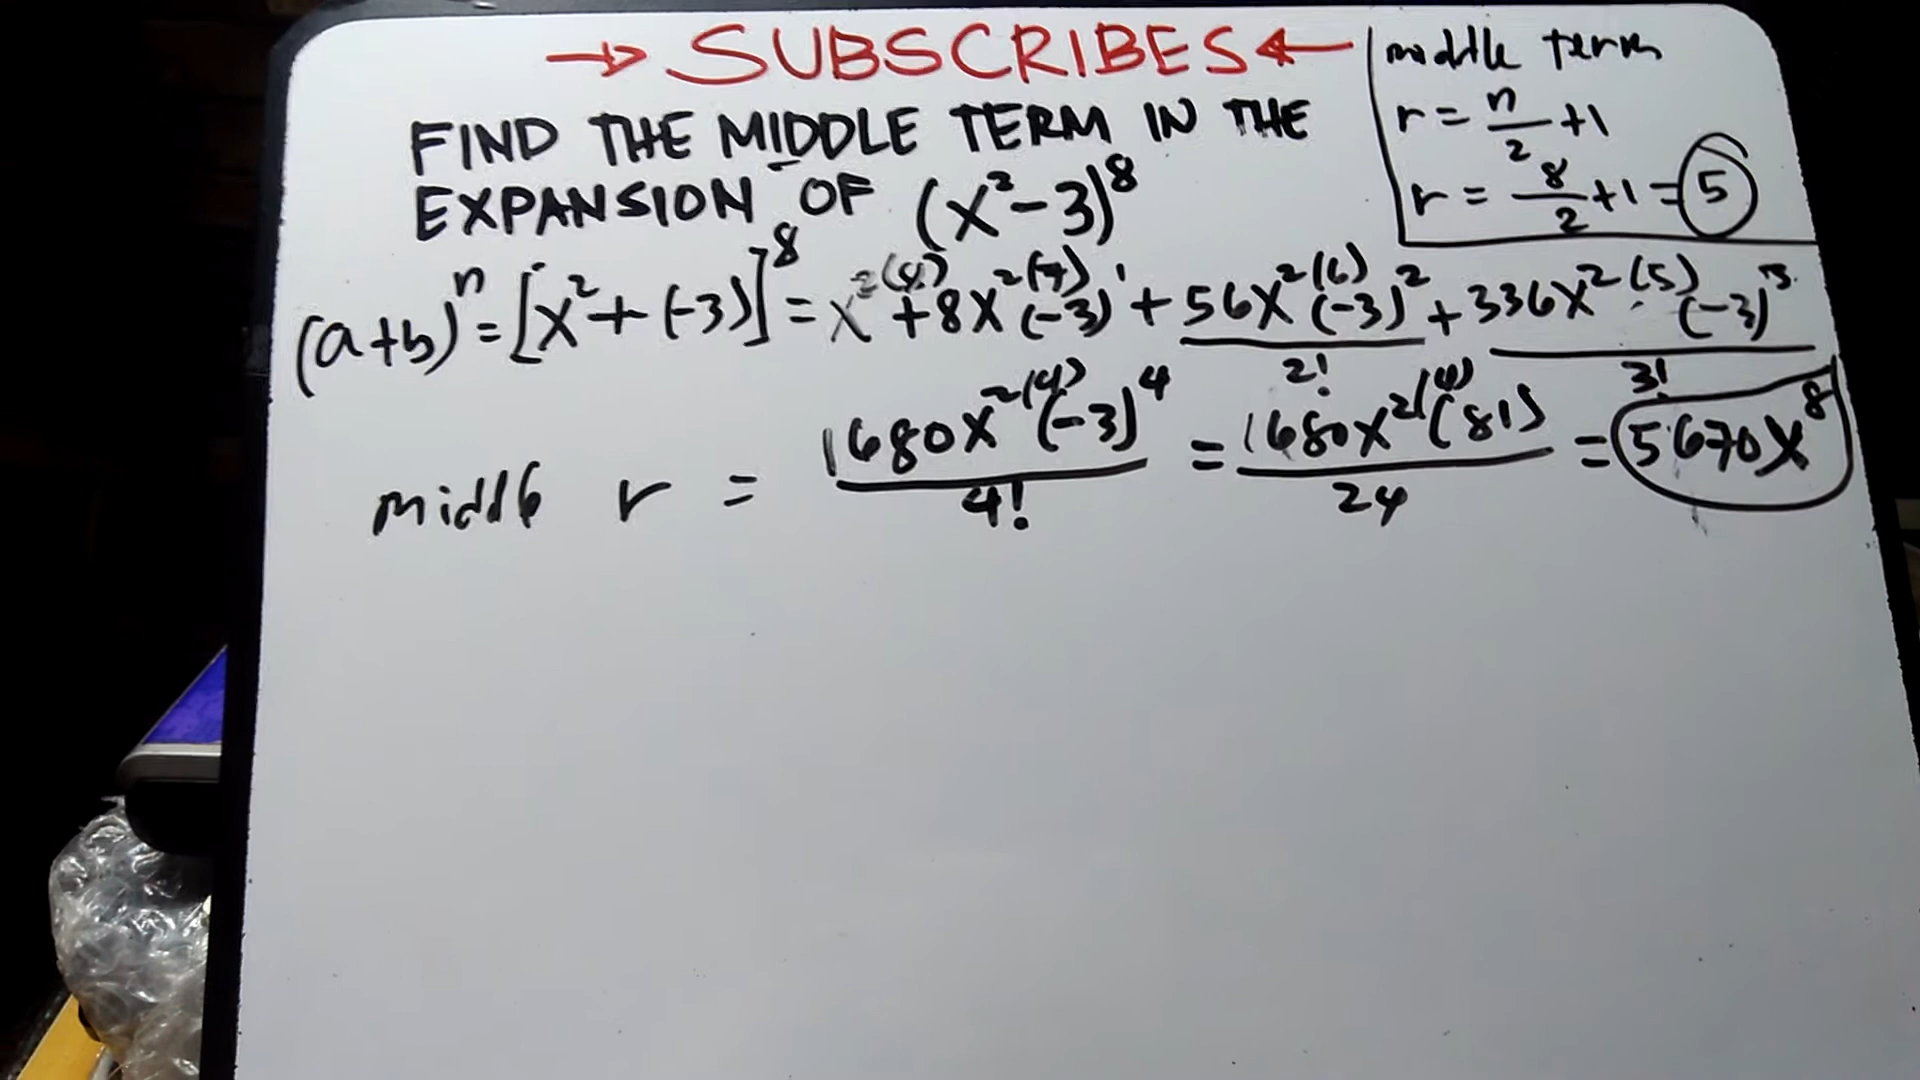 → SUBSCRIBES ←
FIND THE MIDDLE TERM IN THE
EXPANSION OF (x²-3)⁸
middle term
r = n/2 +1
r = 8/2 +1 = 5
(a+b)ⁿ = [x²+(-3)]⁸ = x²⁽⁸⁾ + 8x²⁽⁷⁾(-3)¹ + 56x²⁽⁶⁾(-3)²/2! + 336x²⁽⁵⁾(-3)³/3!
middle r = 1680x²⁽⁴⁾(-3)⁴/4! = 1680x²⁽⁴⁾(81)/24 = 5670x⁸